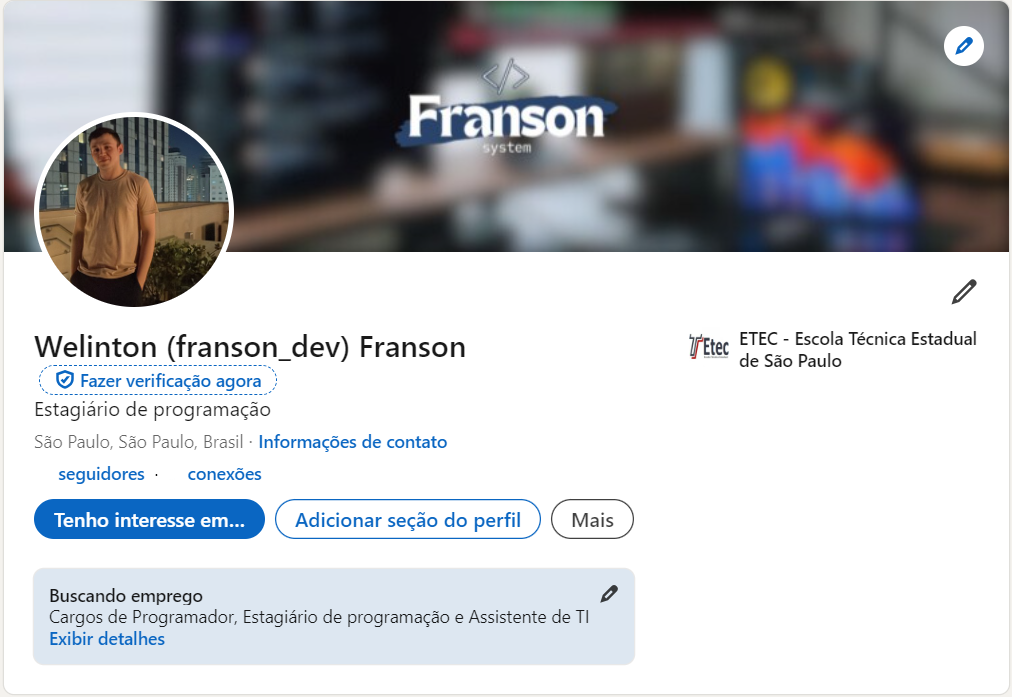 </>
Franson
system
Welinton (franson_dev) Franson
Fazer verificação agora
Estagiário de programação
São Paulo, São Paulo, Brasil · Informações de contato
seguidores · conexões
Tenho interesse em...
Adicionar seção do perfil
Mais
Etec
ETEC - Escola Técnica Estadual
de São Paulo
Buscando emprego
Cargos de Programador, Estagiário de programação e Assistente de TI
Exibir detalhes